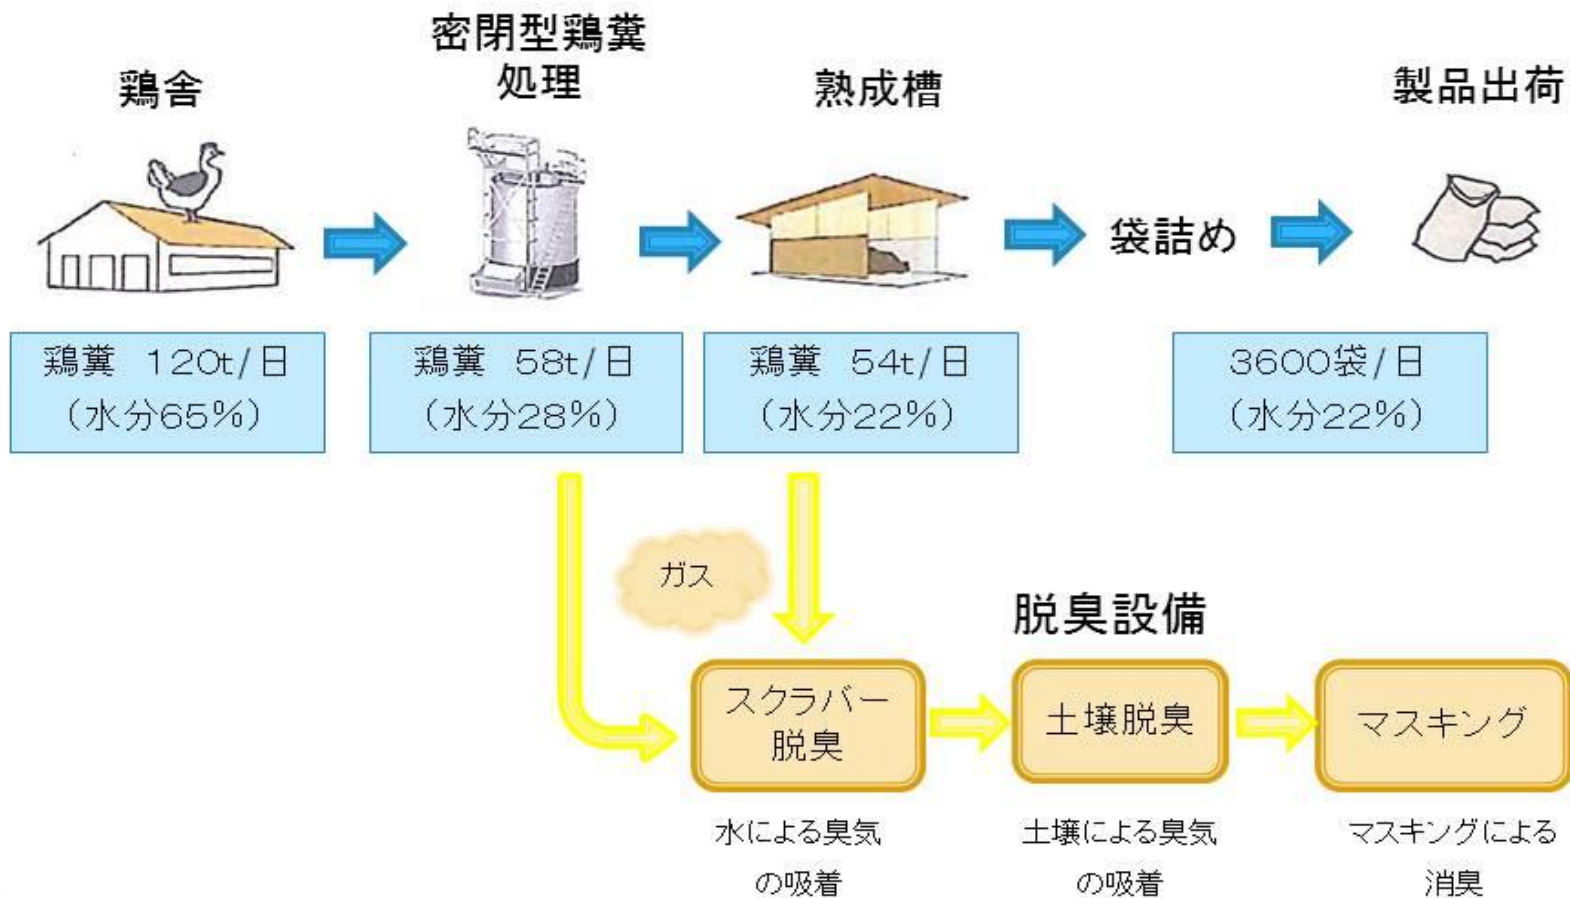 鶏舎
密閉型鶏糞
処理
熟成槽
製品出荷
袋詰め
鶏糞　120t/日
（水分65%）
鶏糞　58t/日
（水分28%）
鶏糞　54t/日
（水分22%）
3600袋/日
（水分22%）
ガス
脱臭設備
スクラバー
脱臭
土壌脱臭
マスキング
水による臭気
の吸着
土壌による臭気
の吸着
マスキングによる
消臭